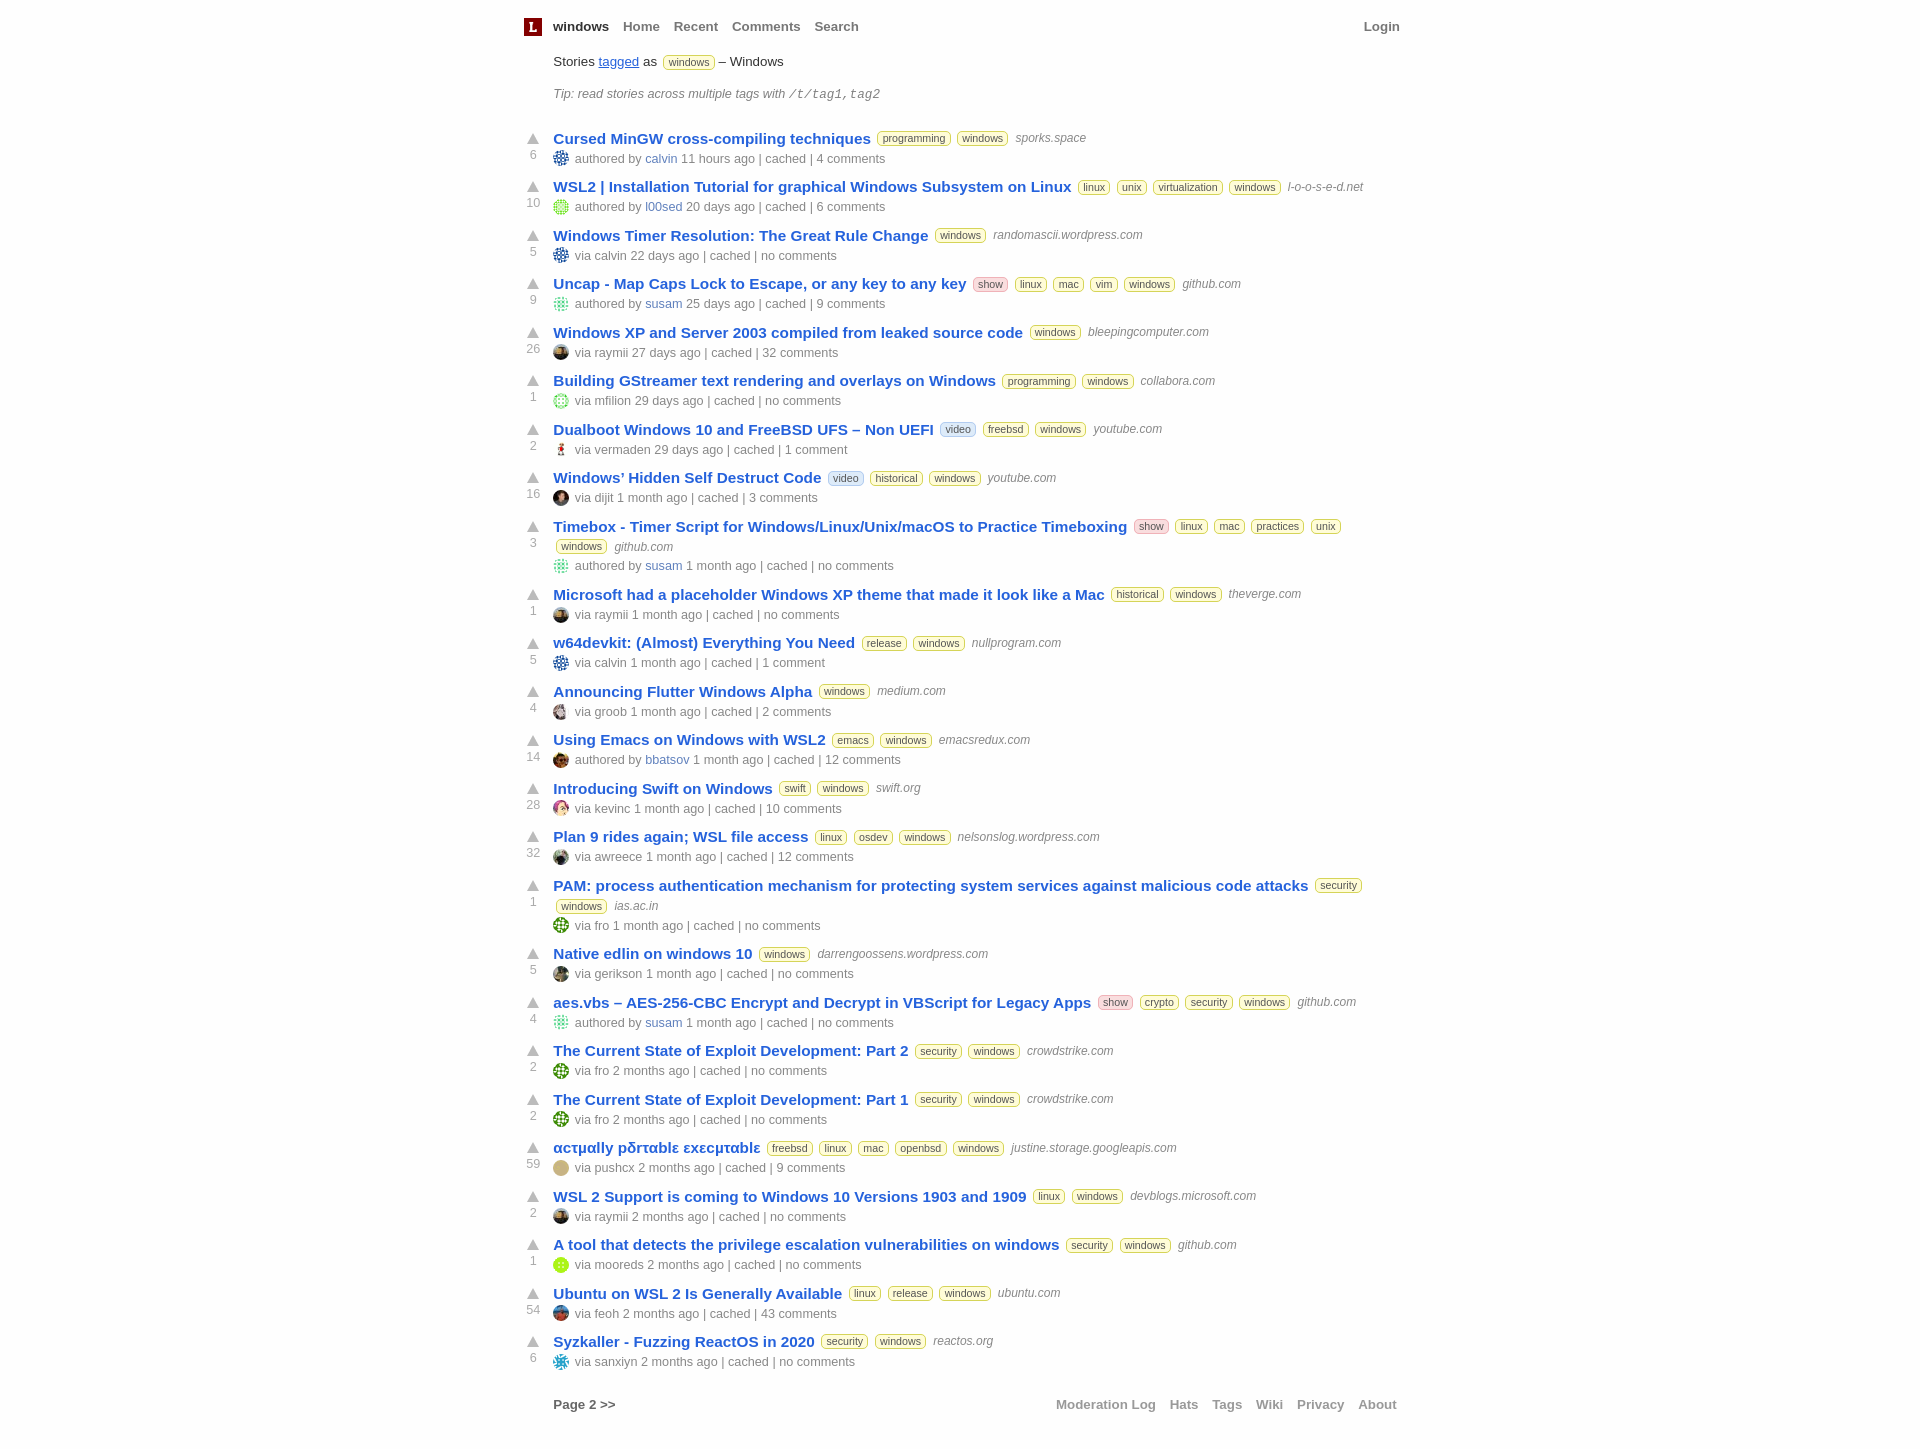 L windows Home Recent Comments Search Login
Stories tagged as windows – Windows
Tip: read stories across multiple tags with /t/tag1,tag2
Cursed MinGW cross-compiling techniques programming windows sports.space
6 authored by calvin 11 hours ago | cached | 4 comments
WSL2 | Installation Tutorial for graphical Windows Subsystem on Linux linux unix virtualization windows l-o-o-s-e-d.net
10 authored by l00sed 20 days ago | cached | 6 comments
Windows Timer Resolution: The Great Rule Change windows randomascii.wordpress.com
5 via calvin 22 days ago | cached | no comments
Uncap - Map Caps Lock to Escape, or any key to any key show linux mac vim windows github.com
9 authored by susam 25 days ago | cached | 9 comments
Windows XP and Server 2003 compiled from leaked source code windows bleepingcomputer.com
26 via raymii 27 days ago | cached | 32 comments
Building GStreamer text rendering and overlays on Windows programming windows collabora.com
1 via mfilion 29 days ago | cached | no comments
Dualboot Windows 10 and FreeBSD UFS – Non UEFI video freebsd windows youtube.com
2 via vermaden 29 days ago | cached | 1 comment
Windows’ Hidden Self Destruct Code video historical windows youtube.com
16 via dijit 1 month ago | cached | 3 comments
Timebox - Timer Script for Windows/Linux/Unix/macOS to Practice Timeboxing show linux mac practices unix
3 windows github.com
authored by susam 1 month ago | cached | no comments
Microsoft had a placeholder Windows XP theme that made it look like a Mac historical windows theverge.com
1 via raymii 1 month ago | cached | no comments
w64devkit: (Almost) Everything You Need release windows nullprogram.com
5 via calvin 1 month ago | cached | 1 comment
Announcing Flutter Windows Alpha windows medium.com
4 via groob 1 month ago | cached | 2 comments
Using Emacs on Windows with WSL2 emacs windows emacsredux.com
14 authored by bbatsov 1 month ago | cached | 12 comments
Introducing Swift on Windows swift windows swift.org
28 via kevinc 1 month ago | cached | 10 comments
Plan 9 rides again; WSL file access linux osdev windows nelsonslog.wordpress.com
32 via awreece 1 month ago | cached | 12 comments
PAM: process authentication mechanism for protecting system services against malicious code attacks security
1 windows ias.ac.in
via fro 1 month ago | cached | no comments
Native edlin on windows 10 windows darrengoossens.wordpress.com
5 via gerikson 1 month ago | cached | no comments
aes.vbs – AES-256-CBC Encrypt and Decrypt in VBScript for Legacy Apps show crypto security windows github.com
4 authored by susam 1 month ago | cached | no comments
The Current State of Exploit Development: Part 2 security windows crowdstrike.com
2 via fro 2 months ago | cached | no comments
The Current State of Exploit Development: Part 1 security windows crowdstrike.com
2 via fro 2 months ago | cached | no comments
αcτμαlly pδrταblε εxεcμταblε freebsd linux mac openbsd windows justine.storage.googleapis.com
59 via pushcx 2 months ago | cached | 9 comments
WSL 2 Support is coming to Windows 10 Versions 1903 and 1909 linux windows devblogs.microsoft.com
2 via raymii 2 months ago | cached | no comments
A tool that detects the privilege escalation vulnerabilities on windows security windows github.com
1 via mooreds 2 months ago | cached | no comments
Ubuntu on WSL 2 Is Generally Available linux release windows ubuntu.com
54 via feoh 2 months ago | cached | 43 comments
Syzkaller - Fuzzing ReactOS in 2020 security windows reactos.org
6 via sanxiyn 2 months ago | cached | no comments
Page 2 >> Moderation Log Hats Tags Wiki Privacy About